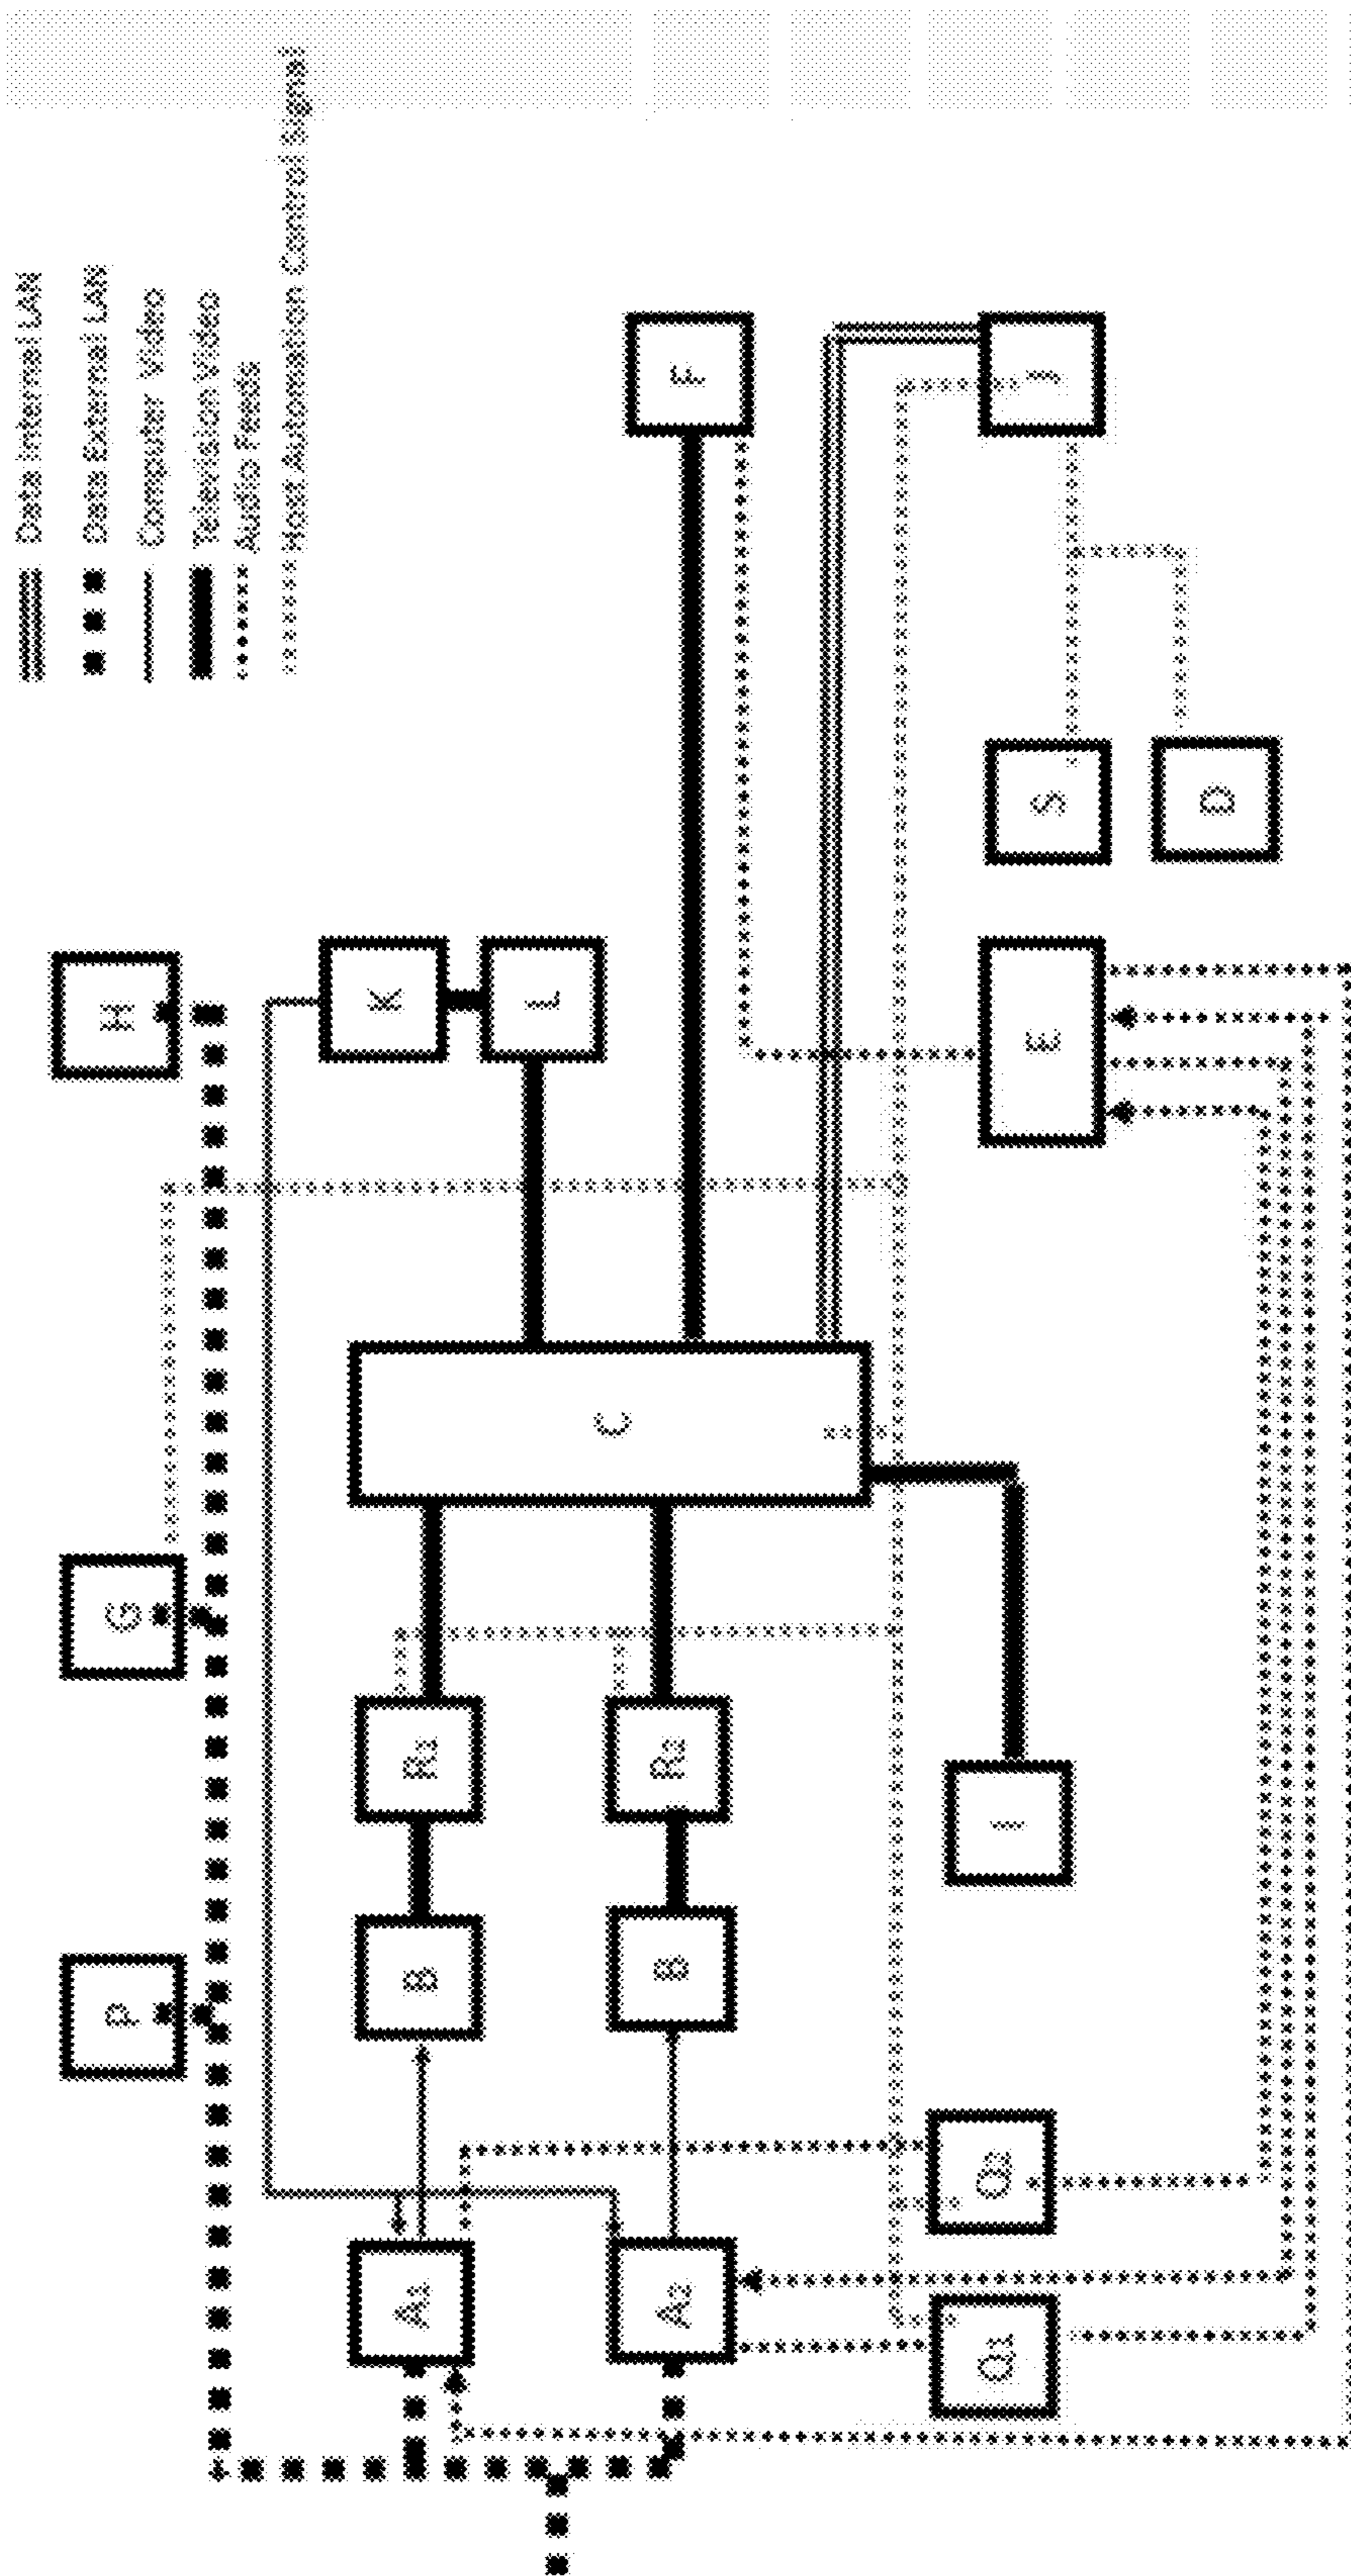 Data Internal LAN
Data External LAN
Computer Video
Television Video
Audio Feeds
Host Automation Control Signal
H
G
P
K
L
F
C
J
S
D
E
R1
R2
B
B
I
A1
A2
Q2
Q1